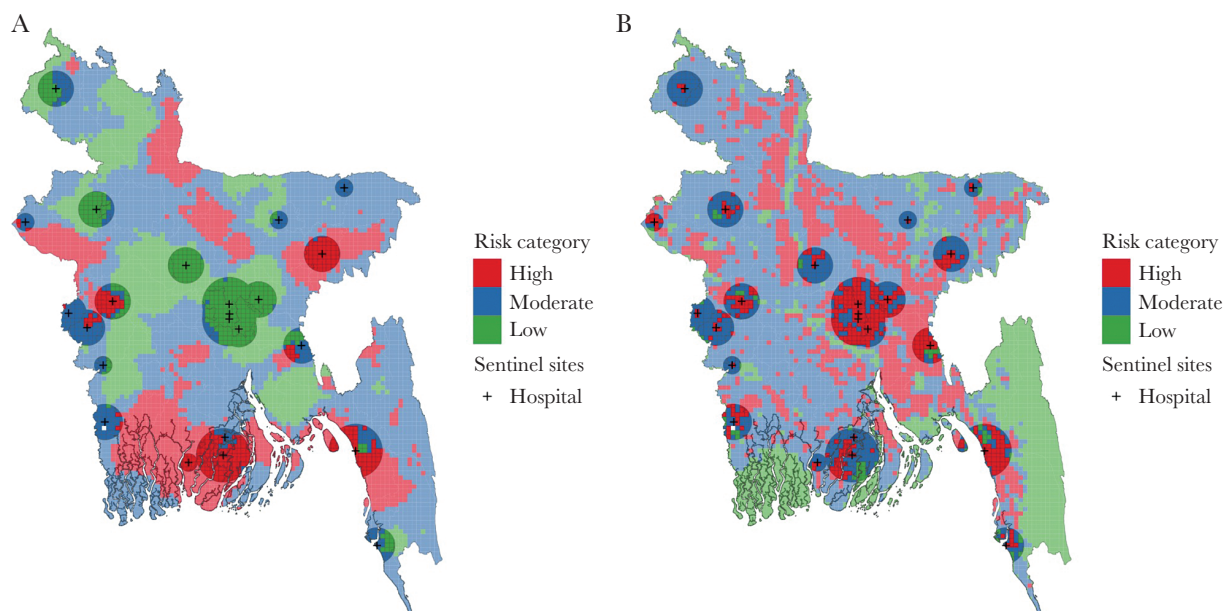 A
Risk category
High
Moderate
Low
Sentinel sites
+ Hospital
B
Risk category
High
Moderate
Low
Sentinel sites
+ Hospital